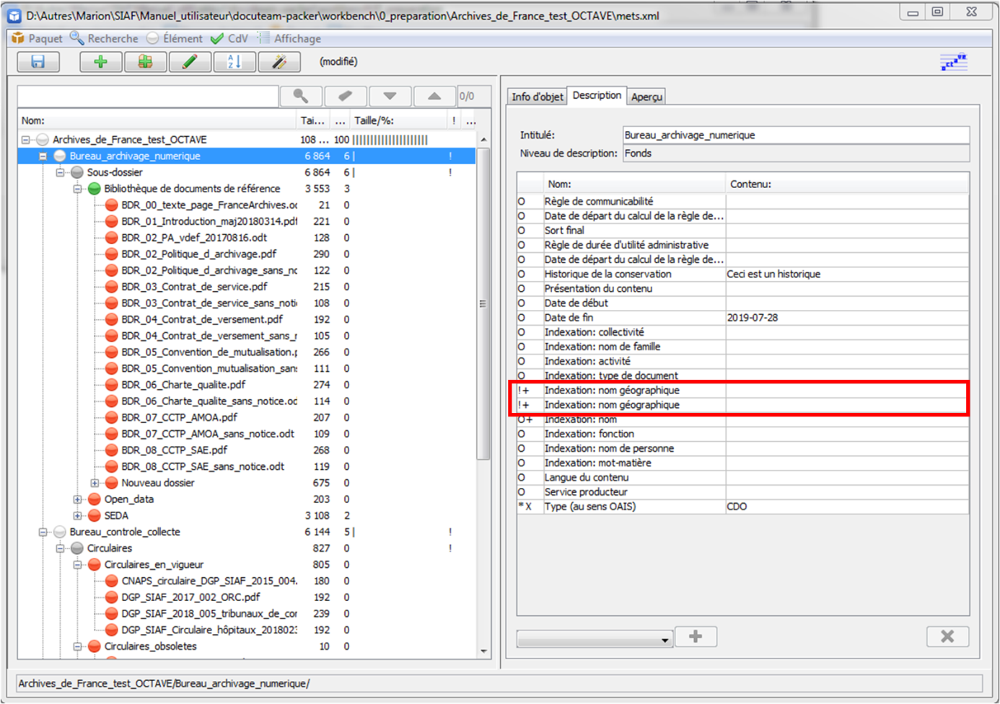 D:\Autres\Marion\SIAF\Manuel_utilisateur\docuteam-packer\workbench\0_preparation\Archives_de_France_test_OCTAVE\mets.xml
Paquet Recherche Élément CdV Affichage
(modifié)
0/0
Nom: Tai... ... Taille/%: ! ...
Archives_de_France_test_OCTAVE 108 ... 100
Bureau_archivage_numerique 6 864 6 !
Sous-dossier 6 864 6 !
Bibliothèque de documents de référence 3 553 3
BDR_00_texte_page_FranceArchives.oc 21 0
BDR_01_Introduction_maj20180314.pdf 221 0
BDR_02_PA_vdef_20170816.odt 128 0
BDR_02_Politique_d_archivage.pdf 290 0
BDR_02_Politique_d_archivage_sans_nc 122 0
BDR_03_Contrat_de_service.pdf 215 0
BDR_03_Contrat_de_service_sans_noti 108 0
BDR_04_Contrat_de_versement.pdf 192 0
BDR_04_Contrat_de_versement_sans_r 105 0
BDR_05_Convention_de_mutualisation.p 266 0
BDR_05_Convention_mutualisation_san: 111 0
BDR_06_Charte_qualite.pdf 274 0
BDR_06_Charte_qualite_sans_notice.od 114 0
BDR_07_CCTP_AMOA.pdf 207 0
BDR_07_CCTP_AMOA_sans_notice.odt 109 0
BDR_08_CCTP_SAE.pdf 268 0
BDR_08_CCTP_SAE_sans_notice.odt 119 0
Nouveau dossier 675 0
Open_data 203 0
SEDA 3 108 2
Bureau_controle_collecte 6 144 5 !
Circulaires 827 0 !
Circulaires_en_vigueur 805 0
CNAPS_circulaire_DGP_SIAF_2015_004. 180 0
DGP_SIAF_2017_002_ORC.pdf 192 0
DGP_SIAF_2018_005_tribunaux_de_cor 239 0
DGP_SIAF_Circulaire_hôpitaux_2018023 192 0
Circulaires_obsoletes 10 0
Info d'objet Description Aperçu
Intitulé: Bureau_archivage_numerique
Niveau de description: Fonds
Nom: Contenu:
O Règle de communicabilité
O Date de départ du calcul de la règle de...
O Sort final
O Règle de durée d'utilité administrative
O Date de départ du calcul de la règle de...
O Historique de la conservation Ceci est un historique
O Présentation du contenu
O Date de début
O Date de fin 2019-07-28
O Indexation: collectivité
O Indexation: nom de famille
O Indexation: activité
O Indexation: type de document
!+ Indexation: nom géographique
!+ Indexation: nom géographique
O+ Indexation: nom
O Indexation: fonction
O Indexation: nom de personne
O Indexation: mot-matière
O Langue du contenu
O Service producteur
*X Type (au sens OAIS) CDO
Archives_de_France_test_OCTAVE/Bureau_archivage_numerique/